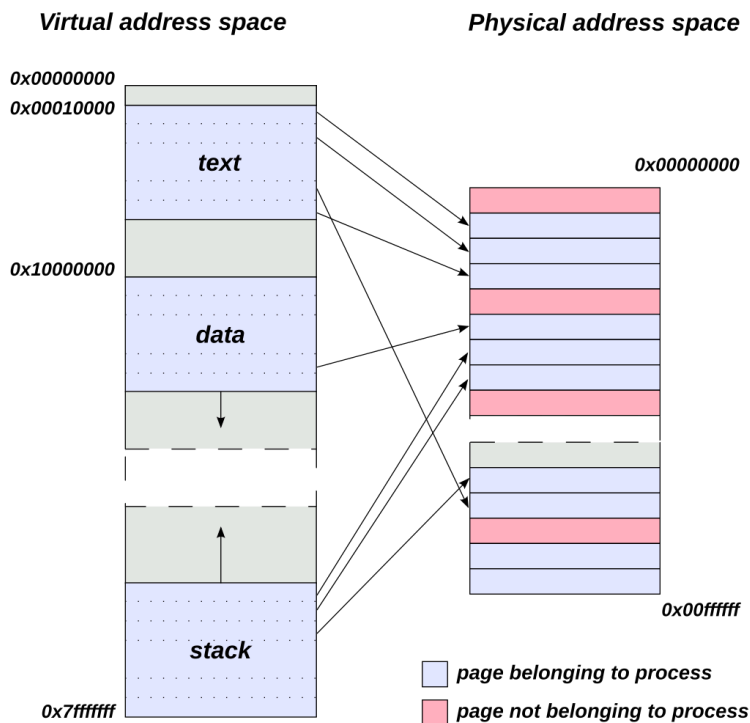 Virtual address space
Physical address space
0x00000000
0x00010000
text
0x00000000
0x10000000
data
stack
0x7fffffff
0x00ffffff
page belonging to process
page not belonging to process